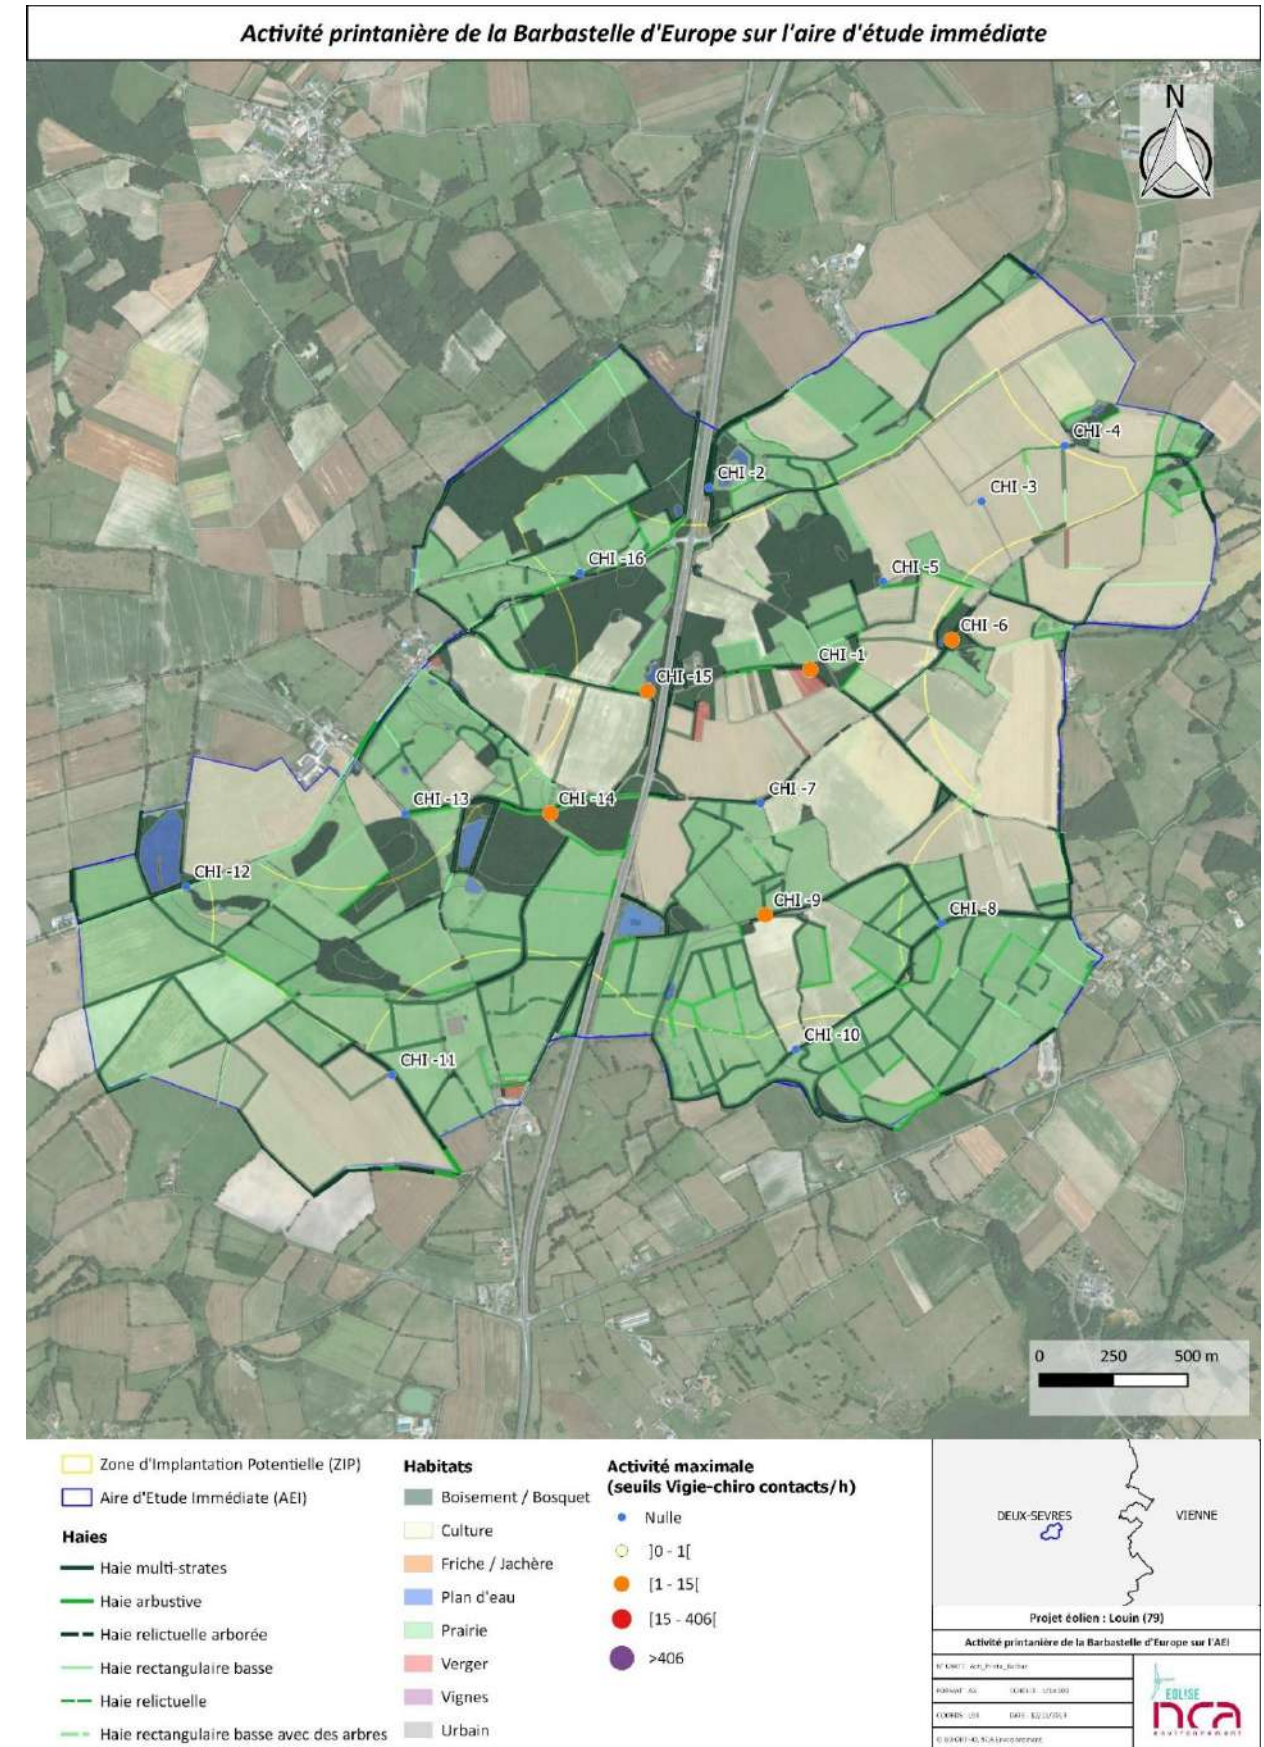 Activité printanière de la Barbastelle d'Europe sur l'aire d'étude immédiate
N
CHI -4
CHI -2
CHI -3
CHI -16
CHI -5
CHI -6
CHI -1
CHI -15
CHI -7
CHI -13
CHI -14
CHI -12
CHI -9
CHI -8
CHI -10
CHI -11
0 250 500 m
Zone d'Implantation Potentielle (ZIP)
Aire d'Etude Immédiate (AEI)
Haies
Haie multi-strates
Haie arbustive
Haie relictuelle arborée
Haie rectangulaire basse
Haie relictuelle
Haie rectangulaire basse avec des arbres
Habitats
Boisement / Bosquet
Culture
Friche / Jachère
Plan d'eau
Prairie
Verger
Vignes
Urbain
Activité maximale
(seuils Vigie-chiro contacts/h)
Nulle
]0 - 1[
[1 - 15[
[15 - 406[
>406
DEUX-SEVRES
VIENNE
Projet éolien : Louin (79)
Activité printanière de la Barbastelle d'Europe sur l'AEI
EOLISE
nca
environnement